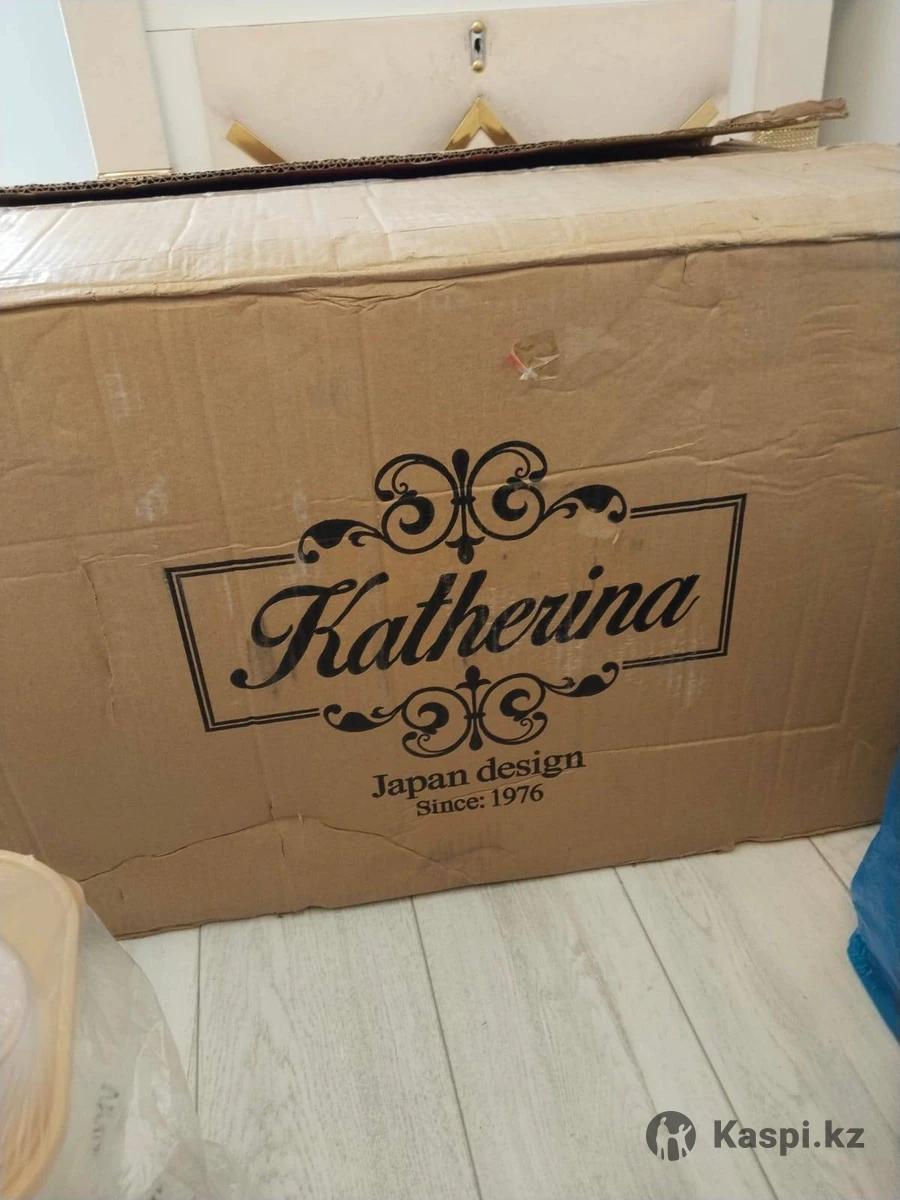 Katherina
Japan design
Since: 1976
Kaspi.kz